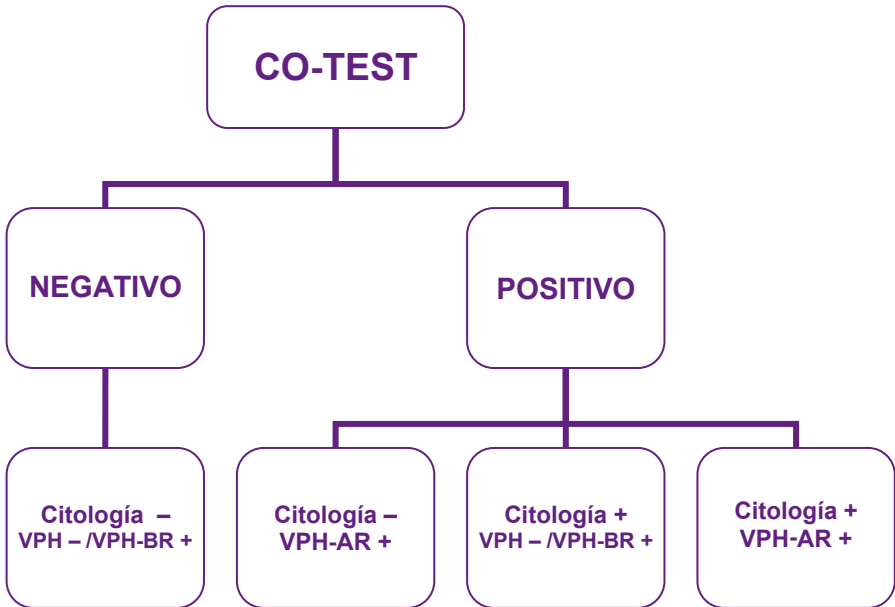 CO-TEST
NEGATIVO
POSITIVO
Citología –
VPH – /VPH-BR +
Citología –
VPH-AR +
Citología +
VPH – /VPH-BR +
Citología +
VPH-AR +